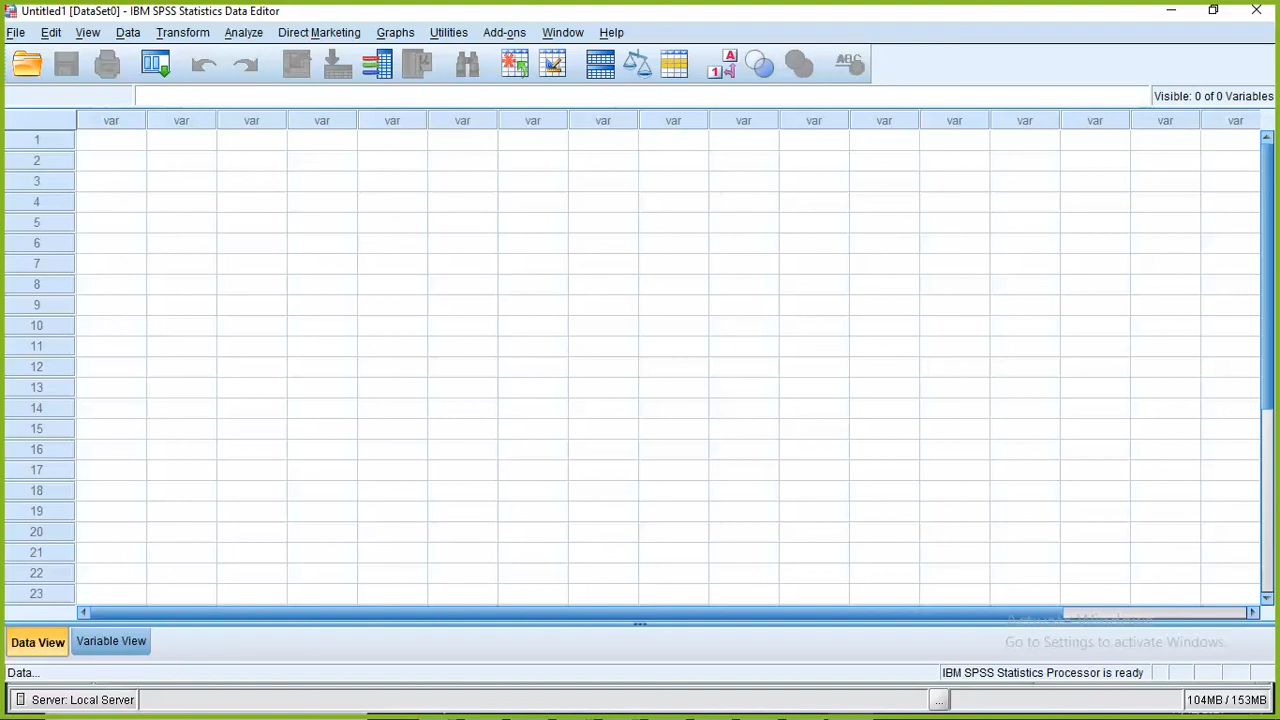 Untitled1 [DataSet0] - IBM SPSS Statistics Data Editor
File Edit View Data Transform Analyze Direct Marketing Graphs Utilities Add-ons Window Help
A 1 ABC
Visible: 0 of 0 Variables
var var var var var var var var var var var var var var var var var
1
2
3
4
5
6
7
8
9
10
11
12
13
14
15
16
17
18
19
20
21
22
23
Activate Windows
Data View Variable View Go to Settings to activate Windows.
Data... IBM SPSS Statistics Processor is ready
Server: Local Server ... 104MB / 153MB